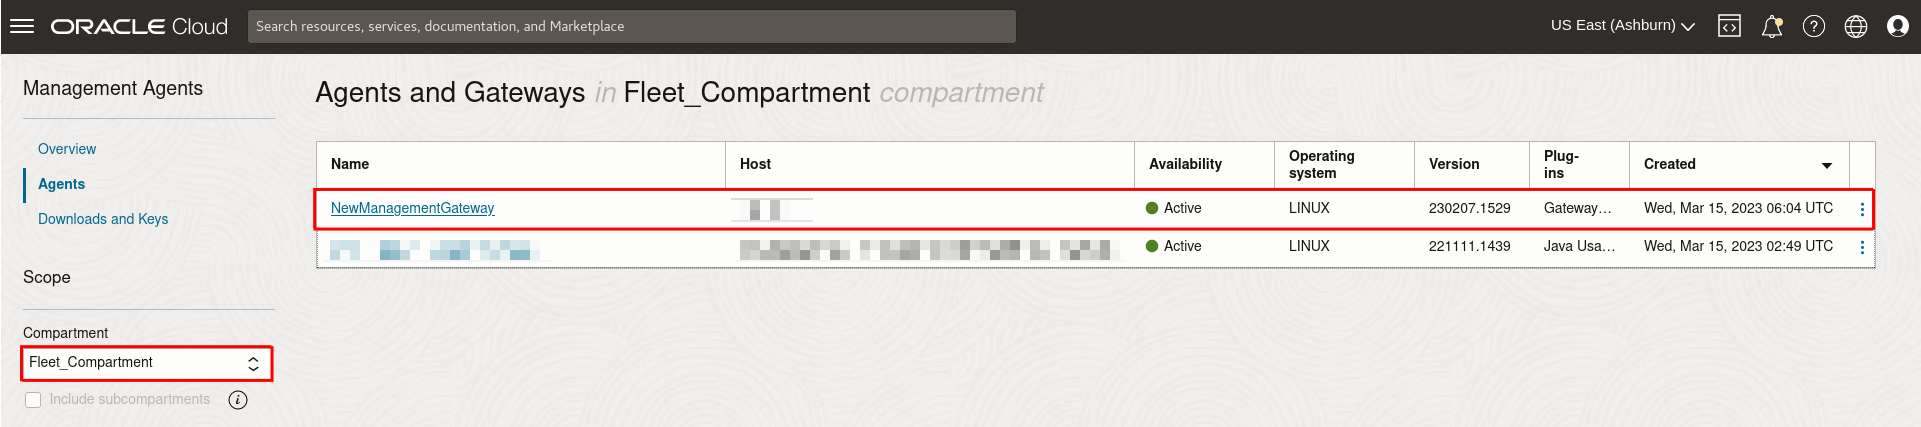 ORACLE Cloud
Search resources, services, documentation, and Marketplace
US East (Ashburn)
Management Agents
Overview
Agents
Downloads and Keys
Scope
Compartment
Fleet_Compartment
Include subcompartments
Agents and Gateways in Fleet_Compartment compartment
Name Host Availability Operating system Version Plug-ins Created
NewManagementGateway Active LINUX 230207.1529 Gateway... Wed, Mar 15, 2023 06:04 UTC
Active LINUX 221111.1439 Java Usa... Wed, Mar 15, 2023 02:49 UTC